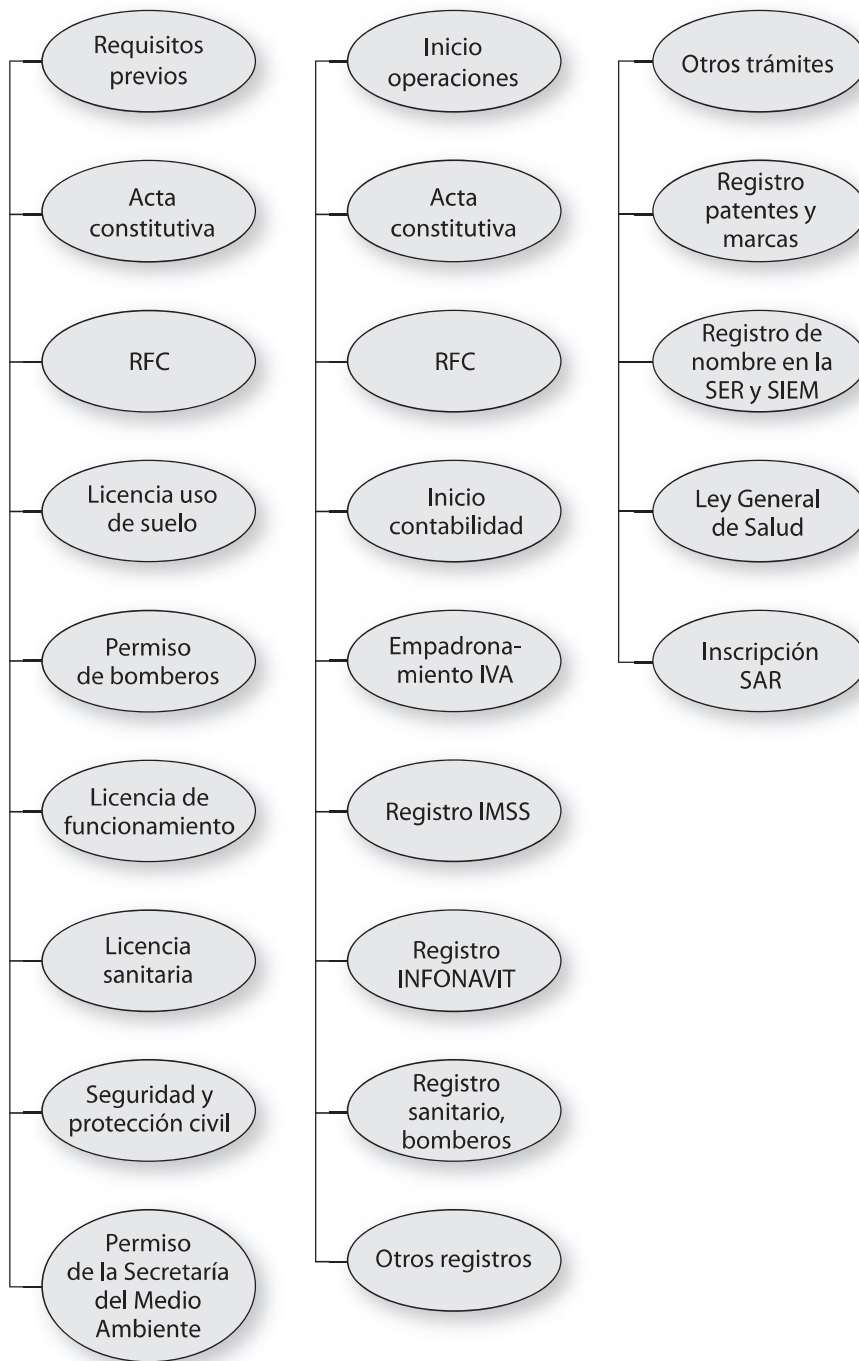 Requisitos
previos
Acta
constitutiva
RFC
Licencia uso
de suelo
Permiso
de bomberos
Licencia de
funcionamiento
Licencia
sanitaria
Seguridad y
protección civil
Permiso
de la Secretaría
del Medio
Ambiente
Inicio
operaciones
Acta
constitutiva
RFC
Inicio
contabilidad
Empadrona-
miento IVA
Registro IMSS
Registro
INFONAVIT
Registro
sanitario,
bomberos
Otros registros
Otros trámites
Registro
patentes y
marcas
Registro de
nombre en la
SER y SIEM
Ley General
de Salud
Inscripción
SAR